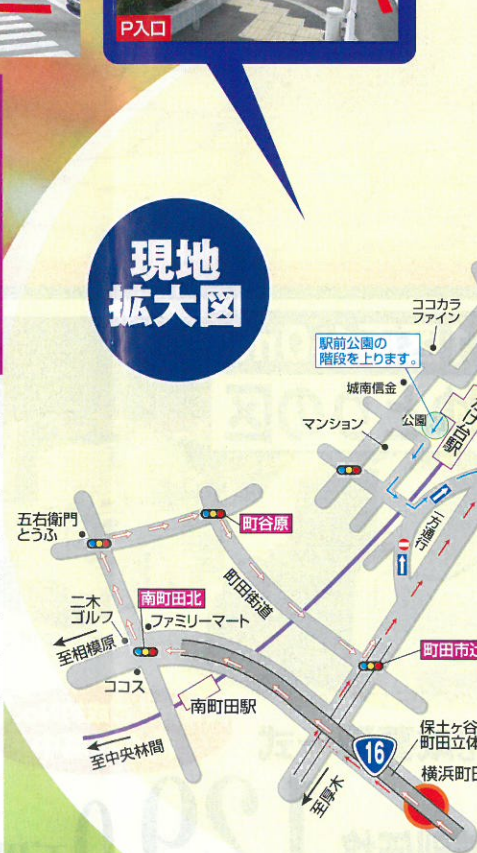 P入口
現地
拡大図
ココカラ
ファイン
駅前公園の
階段を上ります。
城南信金
マンション
公園
台駅
一方通行
五右衛門
とうふ
町谷原
町田街道
二木
ゴルフ
南町田北
ファミリーマート
至相模原
町田市辻
ココス
南町田駅
至中央林間
16
保土ヶ谷
町田立体
横浜町田
至厚木